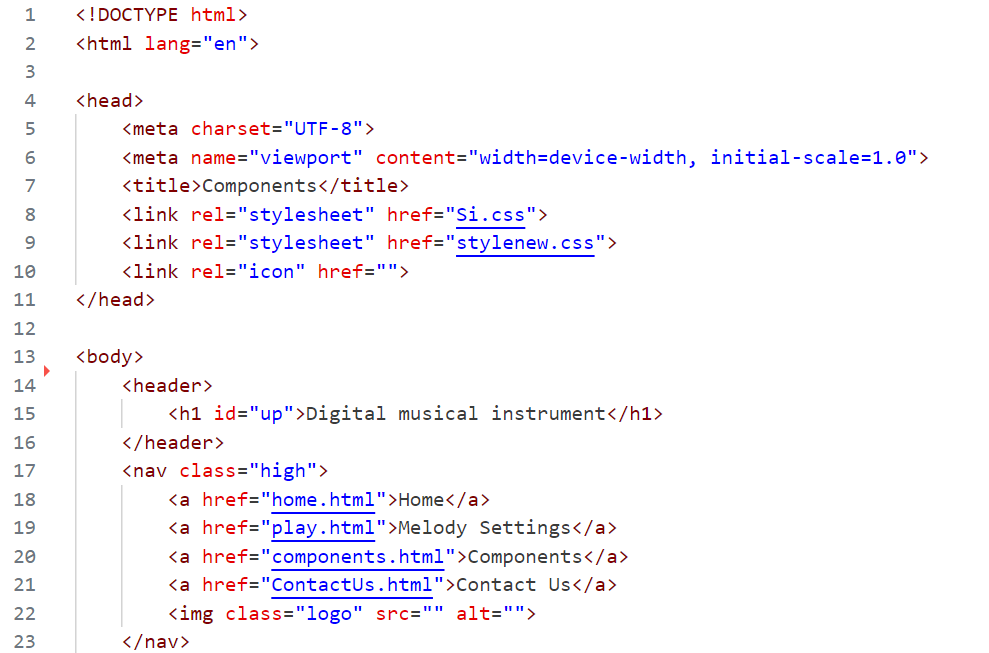 1 <!DOCTYPE html>
2 <html lang="en">
3
4 <head>
5     <meta charset="UTF-8">
6     <meta name="viewport" content="width=device-width, initial-scale=1.0">
7     <title>Components</title>
8     <link rel="stylesheet" href="Si.css">
9     <link rel="stylesheet" href="stylenew.css">
10     <link rel="icon" href="">
11 </head>
12
13 <body>
14     <header>
15         <h1 id="up">Digital musical instrument</h1>
16     </header>
17     <nav class="high">
18         <a href="home.html">Home</a>
19         <a href="play.html">Melody Settings</a>
20         <a href="components.html">Components</a>
21         <a href="ContactUs.html">Contact Us</a>
22         <img class="logo" src="" alt="">
23     </nav>